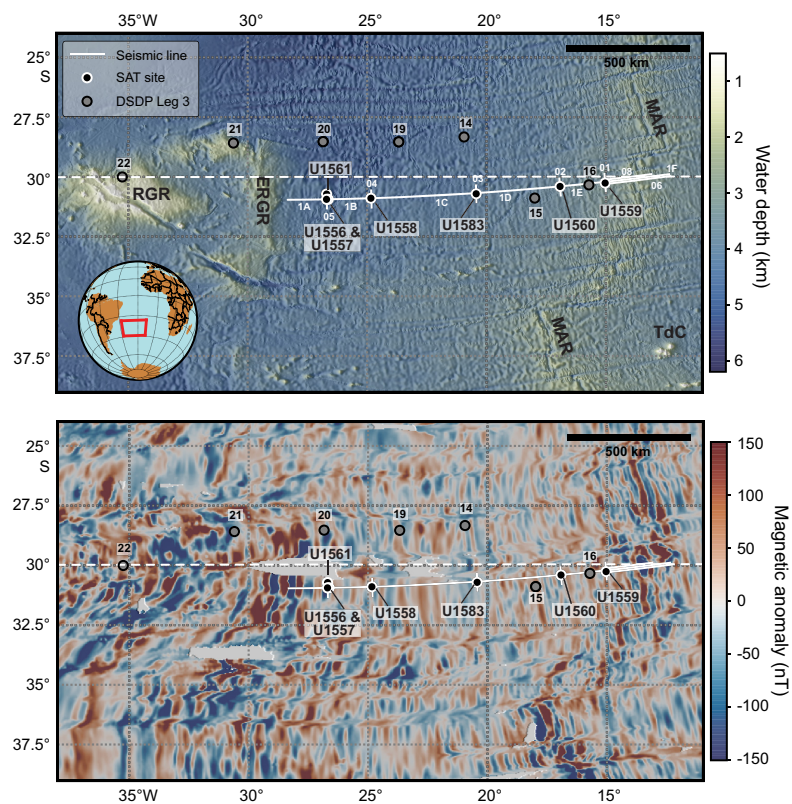 35°W
30°
25°
20°
15°
25°
S
27.5°
30°
32.5°
35°
37.5°
Seismic line
SAT site
DSDP Leg 3
500 km
MAR
14
21
20
19
22
16
01
08
1F
06
U1561
04
03
02
RGR
ERGR
1A
1B
1C
1D
1E
15
05
U1559
U1556 &
U1557
U1558
U1583
U1560
MAR
TdC
1
2
3
4
5
6
Water depth (km)
25°
S
27.5°
30°
32.5°
35°
37.5°
500 km
14
21
20
19
22
16
U1561
15
U1559
U1556 &
U1557
U1558
U1583
U1560
35°W
30°
25°
20°
15°
150
100
50
0
-50
-100
-150
Magnetic anomaly (nT)